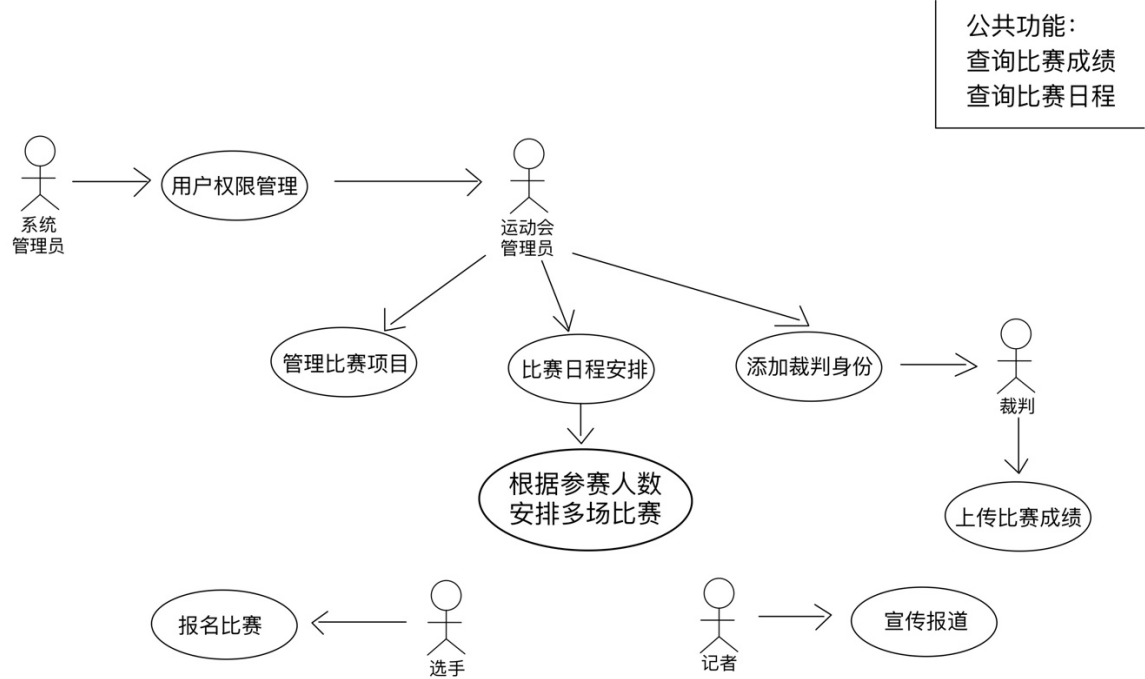 公共功能：
查询比赛成绩
查询比赛日程
系统
管理员
用户权限管理
运动会
管理员
管理比赛项目
比赛日程安排
添加裁判身份
裁判
根据参赛人数
安排多场比赛
上传比赛成绩
报名比赛
选手
记者
宣传报道